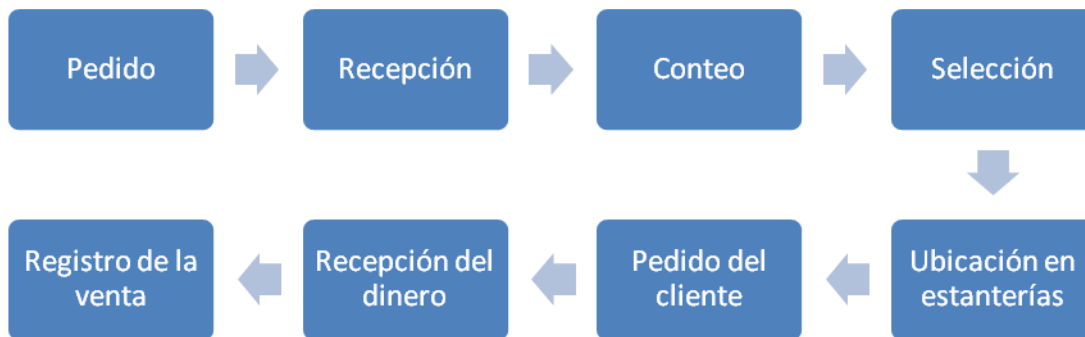 Pedido
Recepción
Conteo
Selección
Ubicación en
estanterías
Pedido del
cliente
Recepción del
dinero
Registro de la
venta